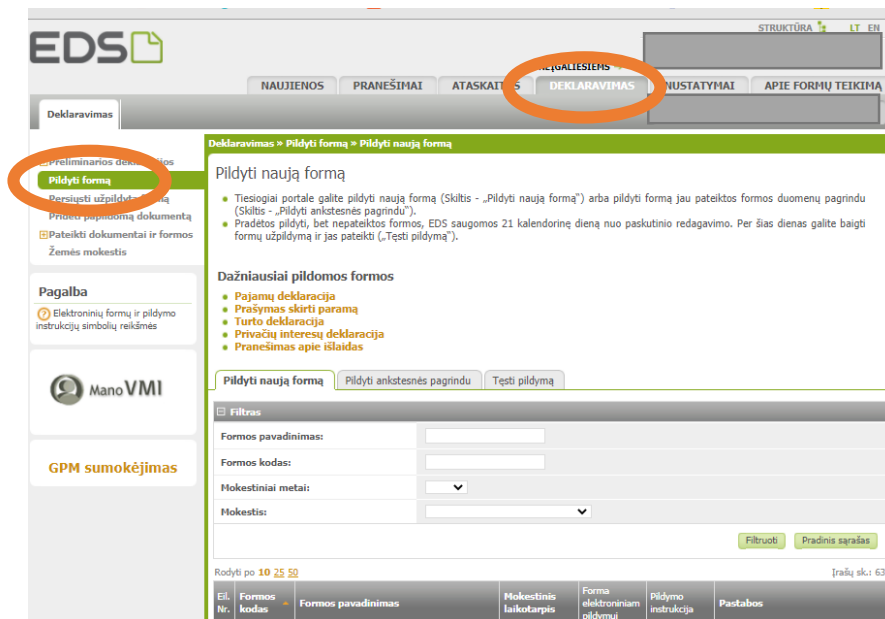 EDS
STRUKTŪRA LT EN
NAUJIENOS PRANEŠIMAI DEKLARAVIMAS NUSTATYMAI APIE FORMŲ TEIKIMĄ
Deklaravimas
Preliminarios deklaracijos
Pildyti formą
Persiųsti užpildytą formą
Pridėti papildomą dokumentą
Pateikti dokumentai ir formos
Žemės mokestis
Pagalba
Elektroninių formų ir pildymo
instrukcijų simbolių reikšmės
Mano VMI
GPM sumokėjimas
Deklaravimas » Pildyti formą » Pildyti naują formą
Pildyti naują formą
Tiesiogiai portale galite pildyti naują formą (Skiltis - „Pildyti naują formą") arba pildyti formą jau pateiktos formos duomenų pagrindu
(Skiltis - „Pildyti ankstesnės pagrindu").
Pradėtos pildyti, bet nepateiktos formos, EDS saugomos 21 kalendorinę dieną nuo paskutinio redagavimo. Per šias dienas galite baigti
formų užpildymą ir jas pateikti („Tęsti pildymą").
Dažniausiai pildomos formos
Pajamų deklaracija
Prašymas skirti paramą
Turto deklaracija
Privačių interesų deklaracija
Pranešimas apie išlaidas
Pildyti naują formą Pildyti ankstesnės pagrindu Tęsti pildymą
Filtras
Formos pavadinimas:
Formos kodas:
Mokestiniai metai:
Mokestis:
Filtruoti Pradinis sąrašas
Rodyti po 10 25 50 Įrašų sk.: 63
Eil. Nr. Formos kodas Formos pavadinimas Mokestinis laikotarpis Forma elektroniniam pildymui Pildymo instrukcija Pastabos